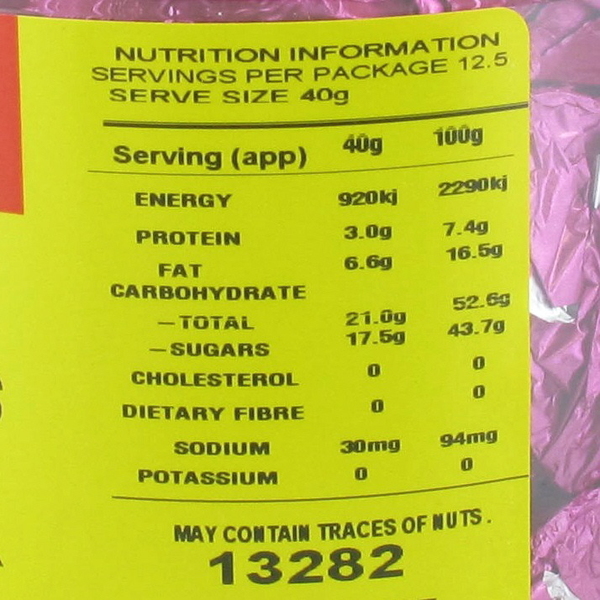 NUTRITION INFORMATION
SERVINGS PER PACKAGE 12.5
SERVE SIZE 40g
Serving (app) 40g 100g
ENERGY 920kj 2290kj
PROTEIN 3.0g 7.4g
FAT 6.6g 16.5g
CARBOHYDRATE
–TOTAL 21.0g 52.6g
–SUGARS 17.5g 43.7g
CHOLESTEROL 0 0
DIETARY FIBRE 0 0
SODIUM 30mg 94mg
POTASSIUM 0 0
MAY CONTAIN TRACES OF NUTS.
13282